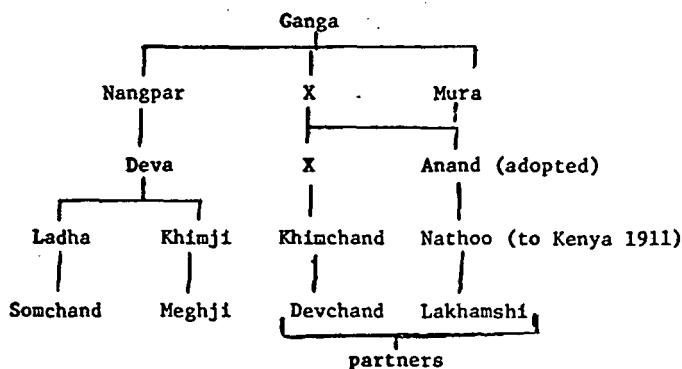 Ganga
Nangpar X Mura
Deva X Anand (adopted)
Ladha Khimji Khimchand Nathoo (to Kenya 1911)
Somchand Meghji Devchand Lakhamshi
partners